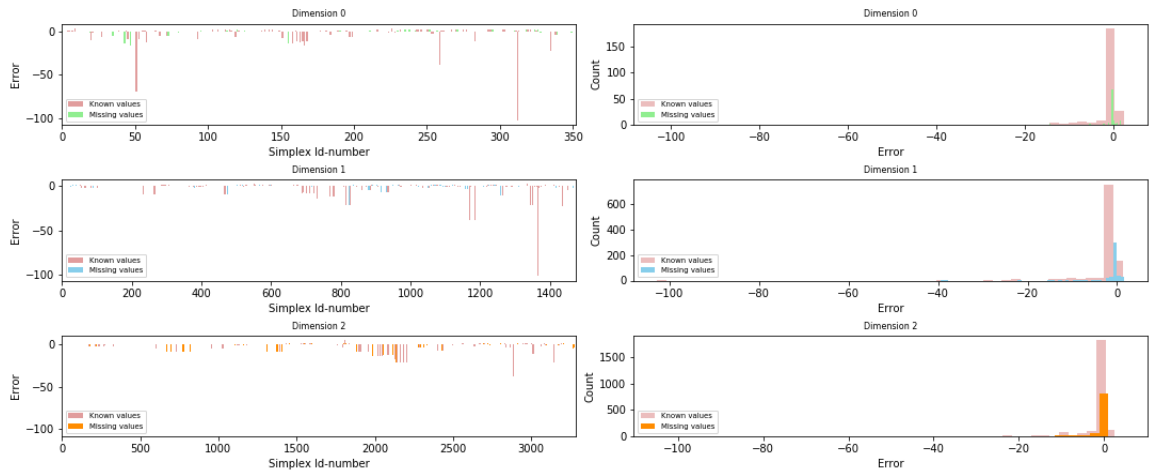 Dimension 0
Error
0
−50
−100
Known values
Missing values
0 50 100 150 200 250 300 350
Simplex Id-number
Dimension 0
Count
150
100
50
0
Known values
Missing values
−100 −80 −60 −40 −20 0
Error
Dimension 1
Error
0
−50
−100
Known values
Missing values
0 200 400 600 800 1000 1200 1400
Simplex Id-number
Dimension 1
Count
600
400
200
0
Known values
Missing values
−100 −80 −60 −40 −20 0
Error
Dimension 2
Error
0
−50
−100
Known values
Missing values
0 500 1000 1500 2000 2500 3000
Simplex Id-number
Dimension 2
Count
1500
1000
500
0
Known values
Missing values
−100 −80 −60 −40 −20 0
Error